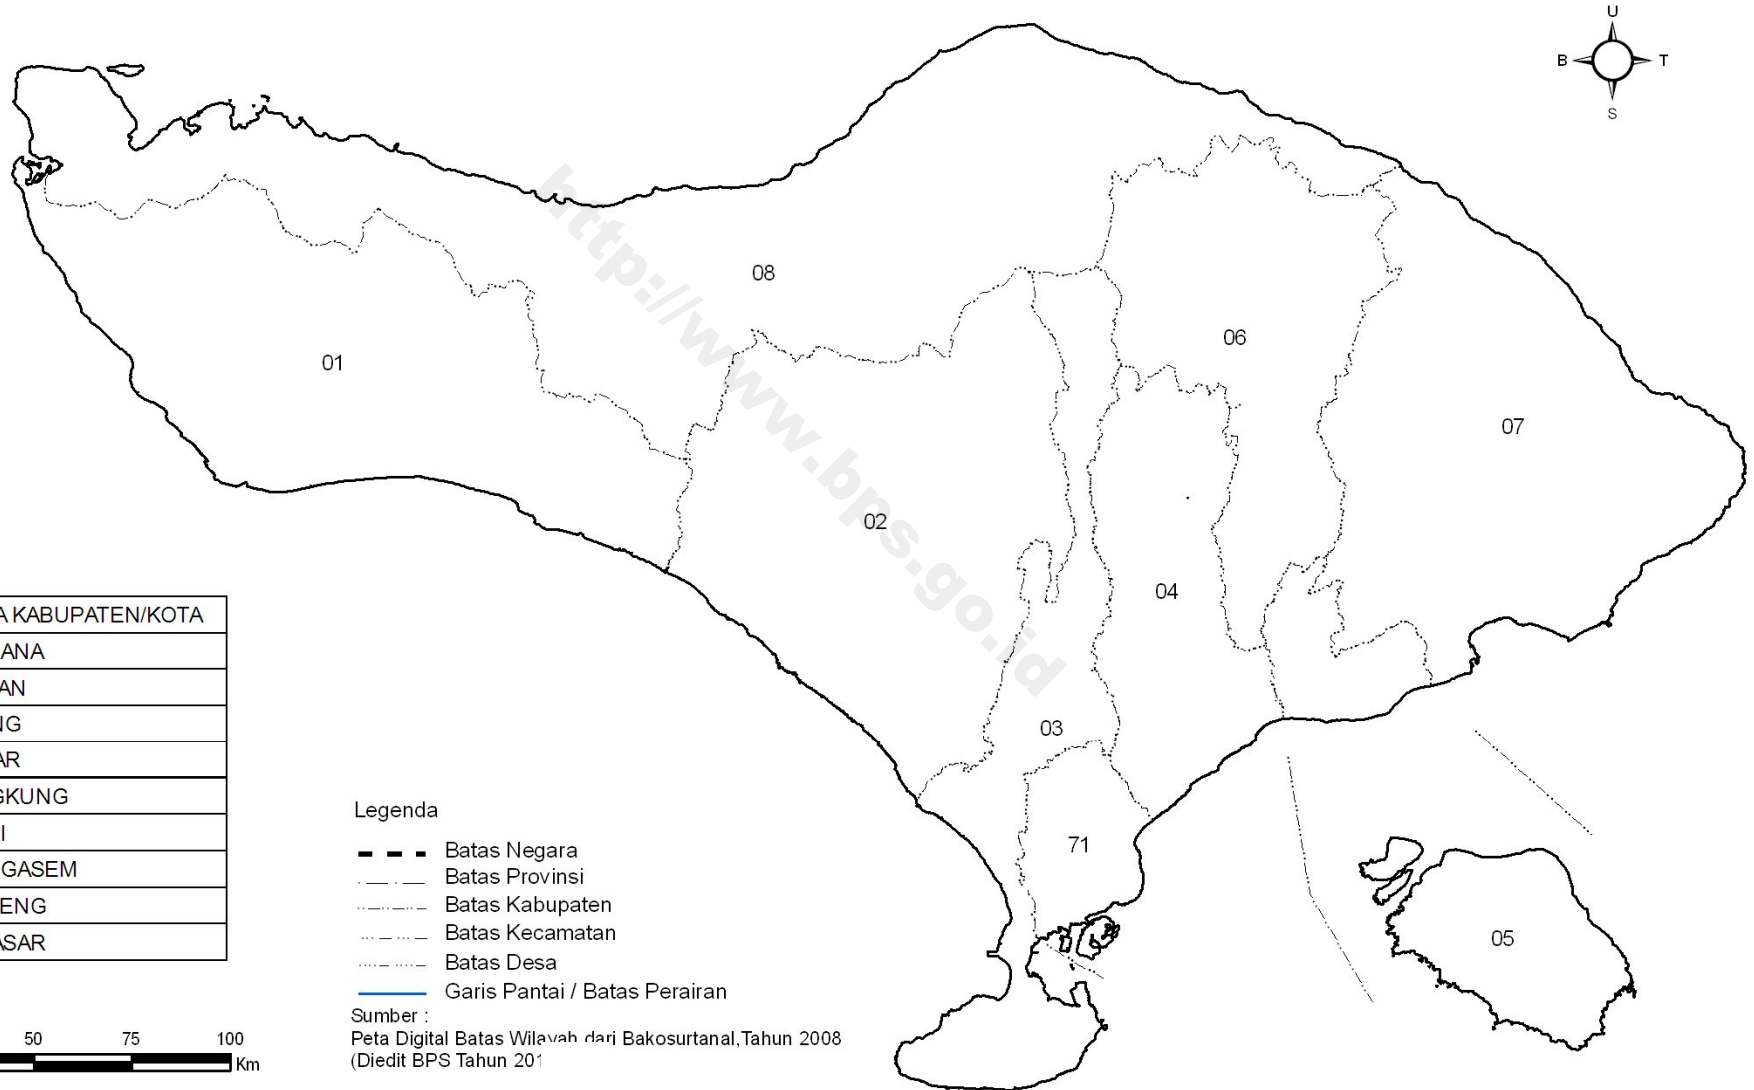 U
B T
S
08
01
06
07
02
04
03
71
05
http://www.bps.go.id
A KABUPATEN/KOTA
ANA
AN
NG
AR
GKUNG
I
GASEM
ENG
ASAR
Legenda
Batas Negara
Batas Provinsi
Batas Kabupaten
Batas Kecamatan
Batas Desa
Garis Pantai / Batas Perairan
Sumber :
Peta Digital Batas Wilayah dari Bakosurtanal,Tahun 2008
(Diedit BPS Tahun 201
50 75 100
Km